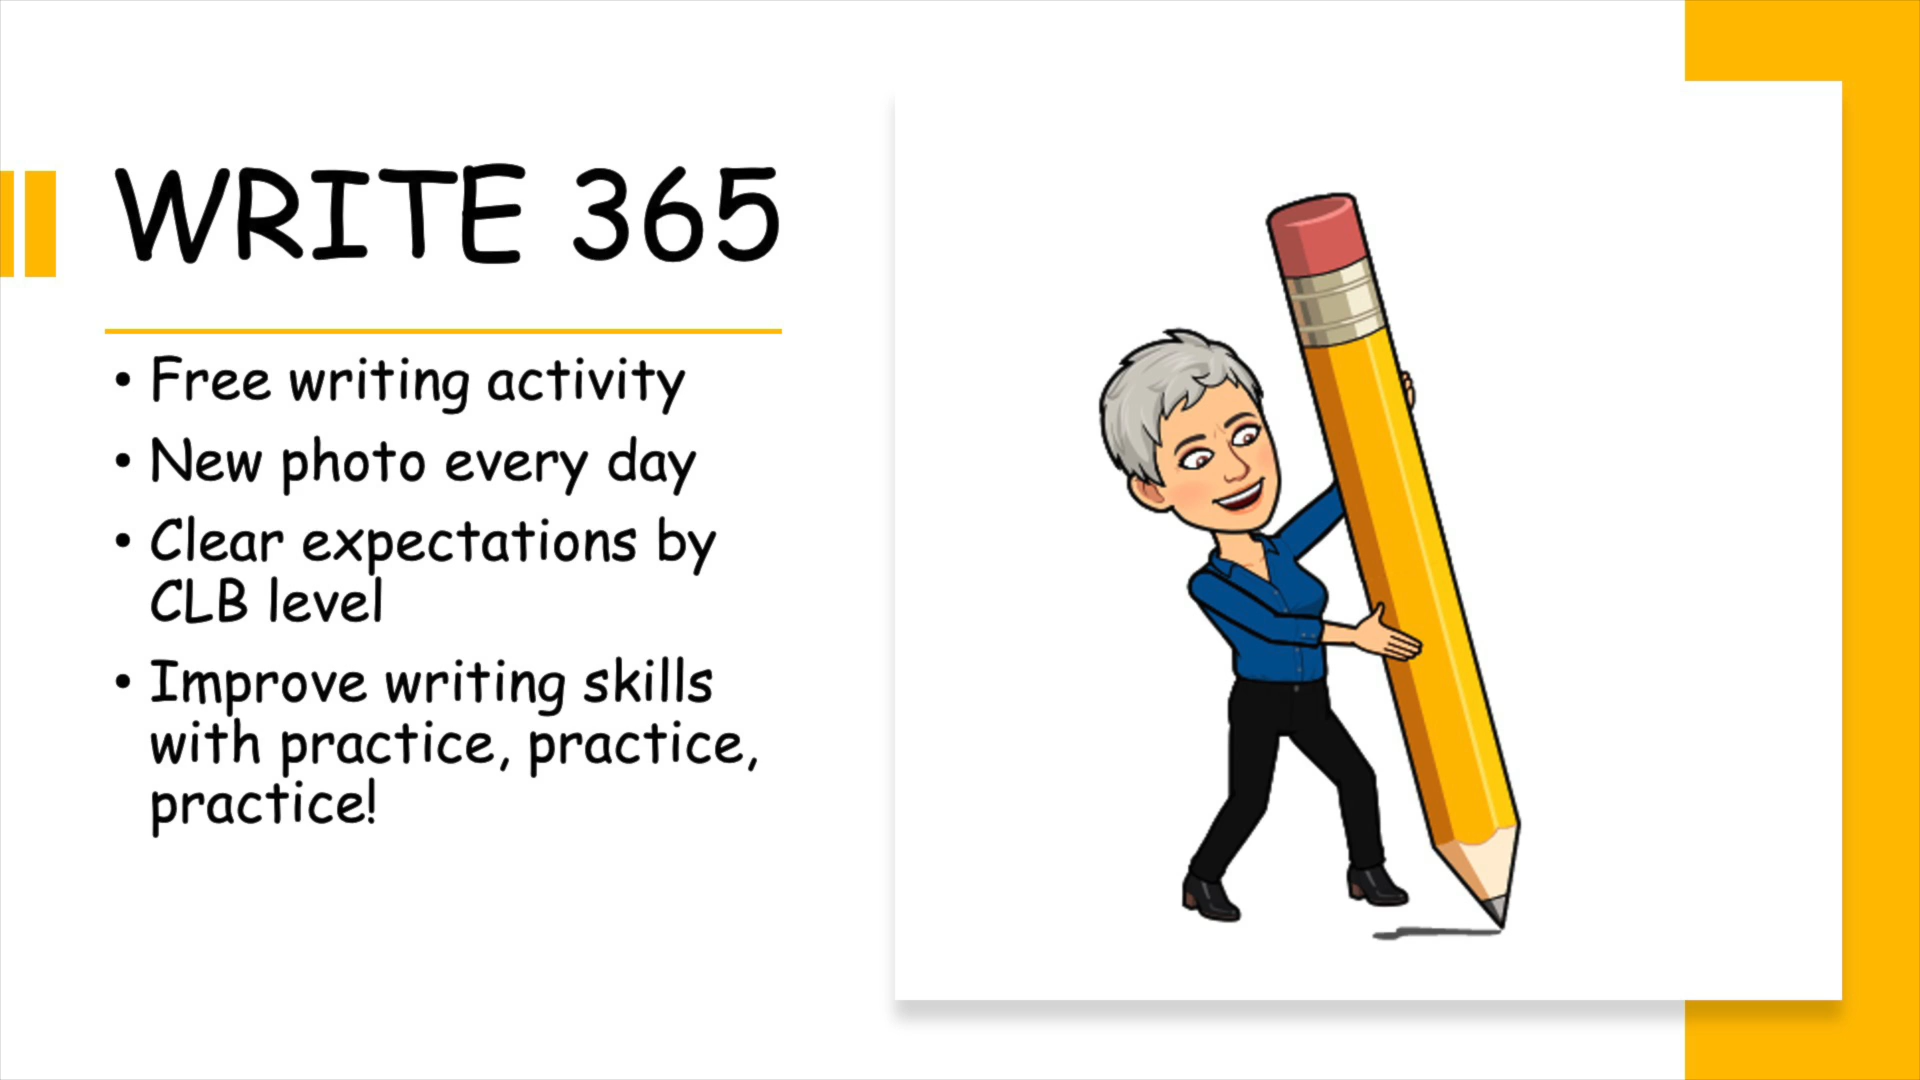 WRITE 365
• Free writing activity
• New photo every day
• Clear expectations by
CLB level
• Improve writing skills
with practice, practice,
practice!